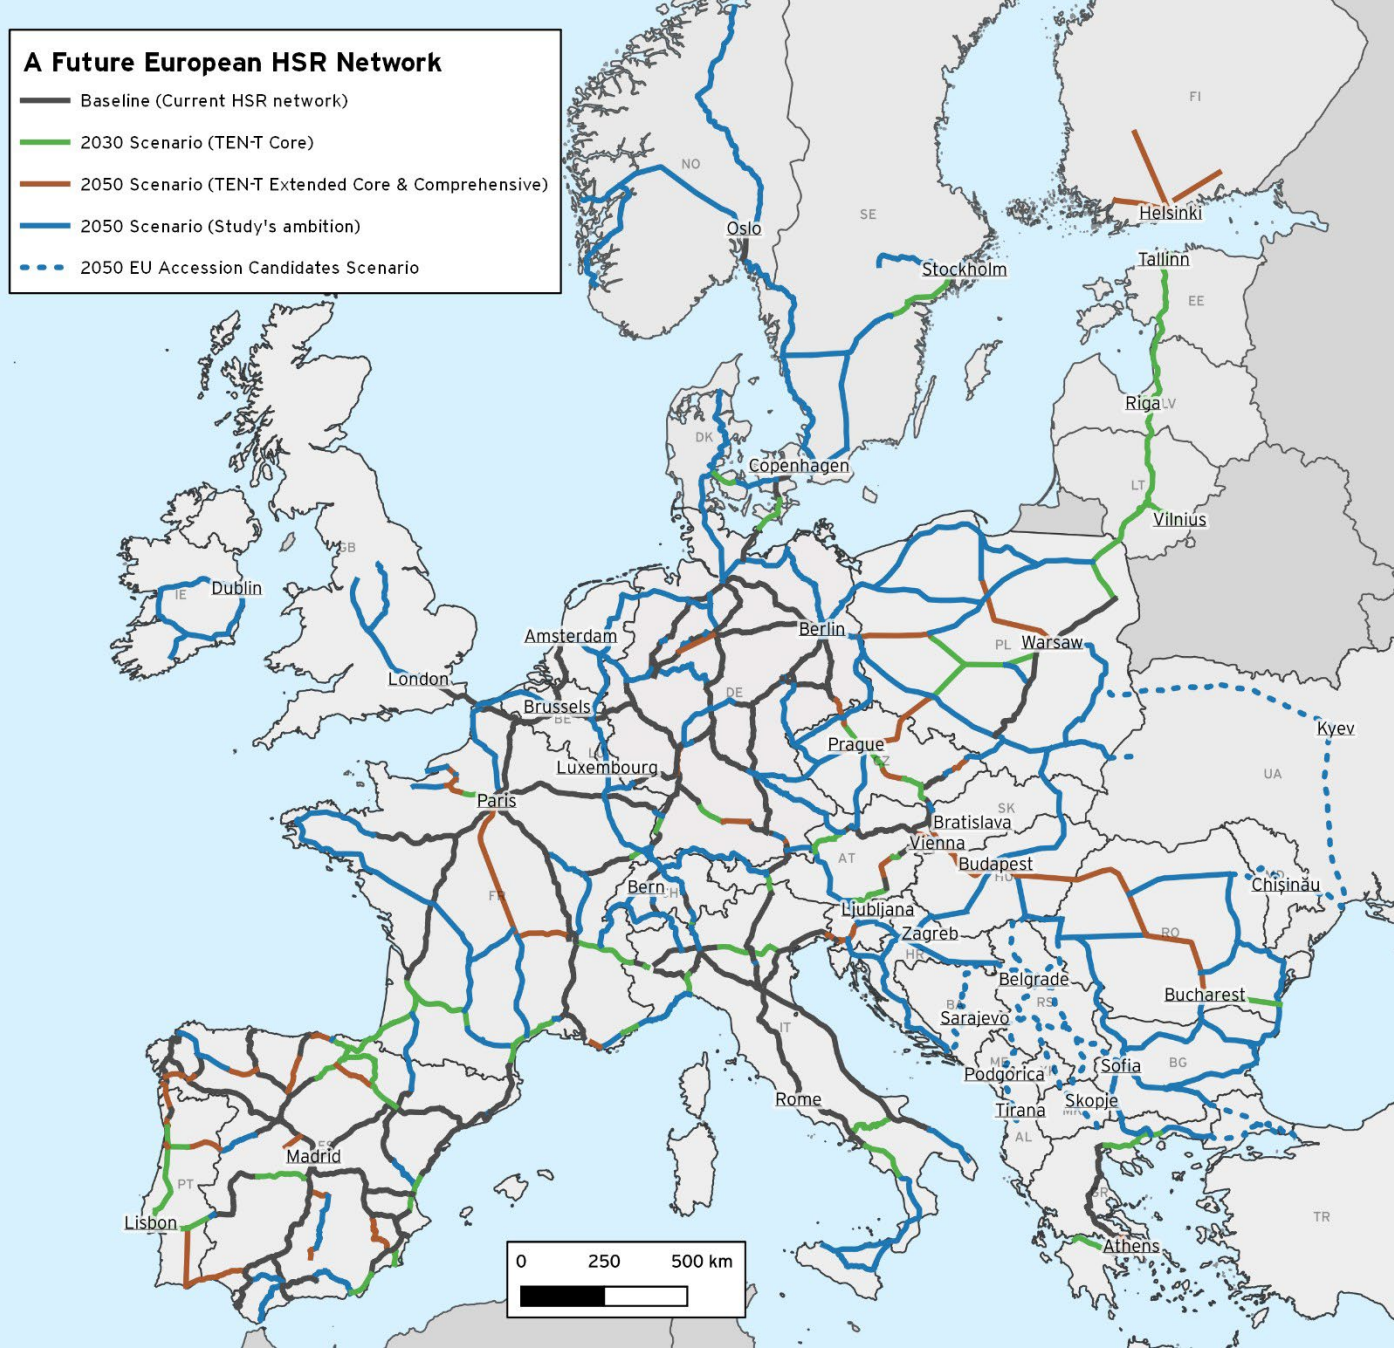 A Future European HSR Network
Baseline (Current HSR network)
2030 Scenario (TEN-T Core)
2050 Scenario (TEN-T Extended Core & Comprehensive)
2050 Scenario (Study's ambition)
2050 EU Accession Candidates Scenario
FI
NO
Helsinki
SE
Oslo
Tallinn
Stockholm
EE
Riga LV
DK
Copenhagen
LT
Vilnius
GB
Dublin
IE
Berlin
Amsterdam
Warsaw
PL
London
DE
Brussels
BE
Kyev
Prague
CZ
Luxembourg
UA
Paris
SK
Bratislava
Vienna
AT
Budapest
HU
Chișinău
Bern CH
FR
Ljubljana
Zagreb
RO
HR
Belgrade
Bucharest
BA
RS
Sarajevo
IT
Sofia
BG
Podgorica
Rome
Skopje
Tirana
AL
ES
Madrid
PT
GR
Lisbon
TR
Athens
0 250 500 km